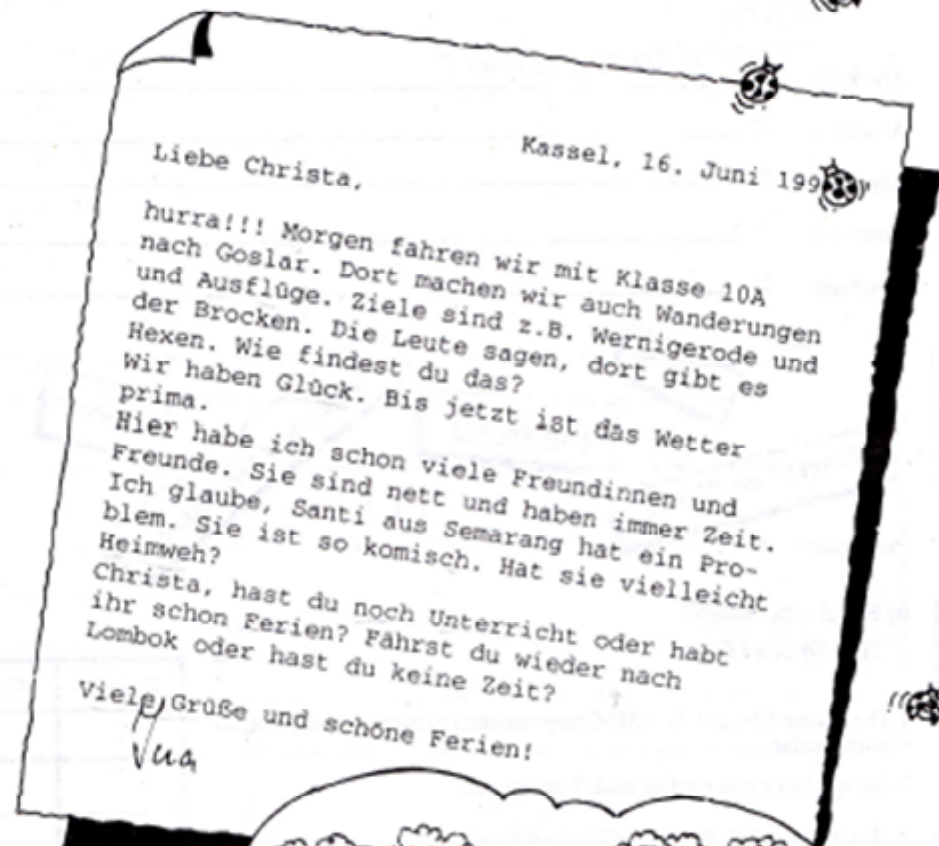 Kassel, 16. Juni 199
Liebe Christa,
hurra!!! Morgen fahren wir mit Klasse 10A
nach Goslar. Dort machen wir auch Wanderungen
und Ausflüge. Ziele sind z.B. Wernigerode und
der Brocken. Die Leute sagen, dort gibt es
Hexen. Wie findest du das?
Wir haben Glück. Bis jetzt ist das Wetter
prima.
Hier habe ich schon viele Freundinnen und
Freunde. Sie sind nett und haben immer Zeit.
Ich glaube, Santi aus Semarang hat ein Pro-
blem. Sie ist so komisch. Hat sie vielleicht
Heimweh?
Christa, hast du noch Unterricht oder habt
ihr schon Ferien? Fährst du wieder nach
Lombok oder hast du keine Zeit?
Viele Grüße und schöne Ferien!